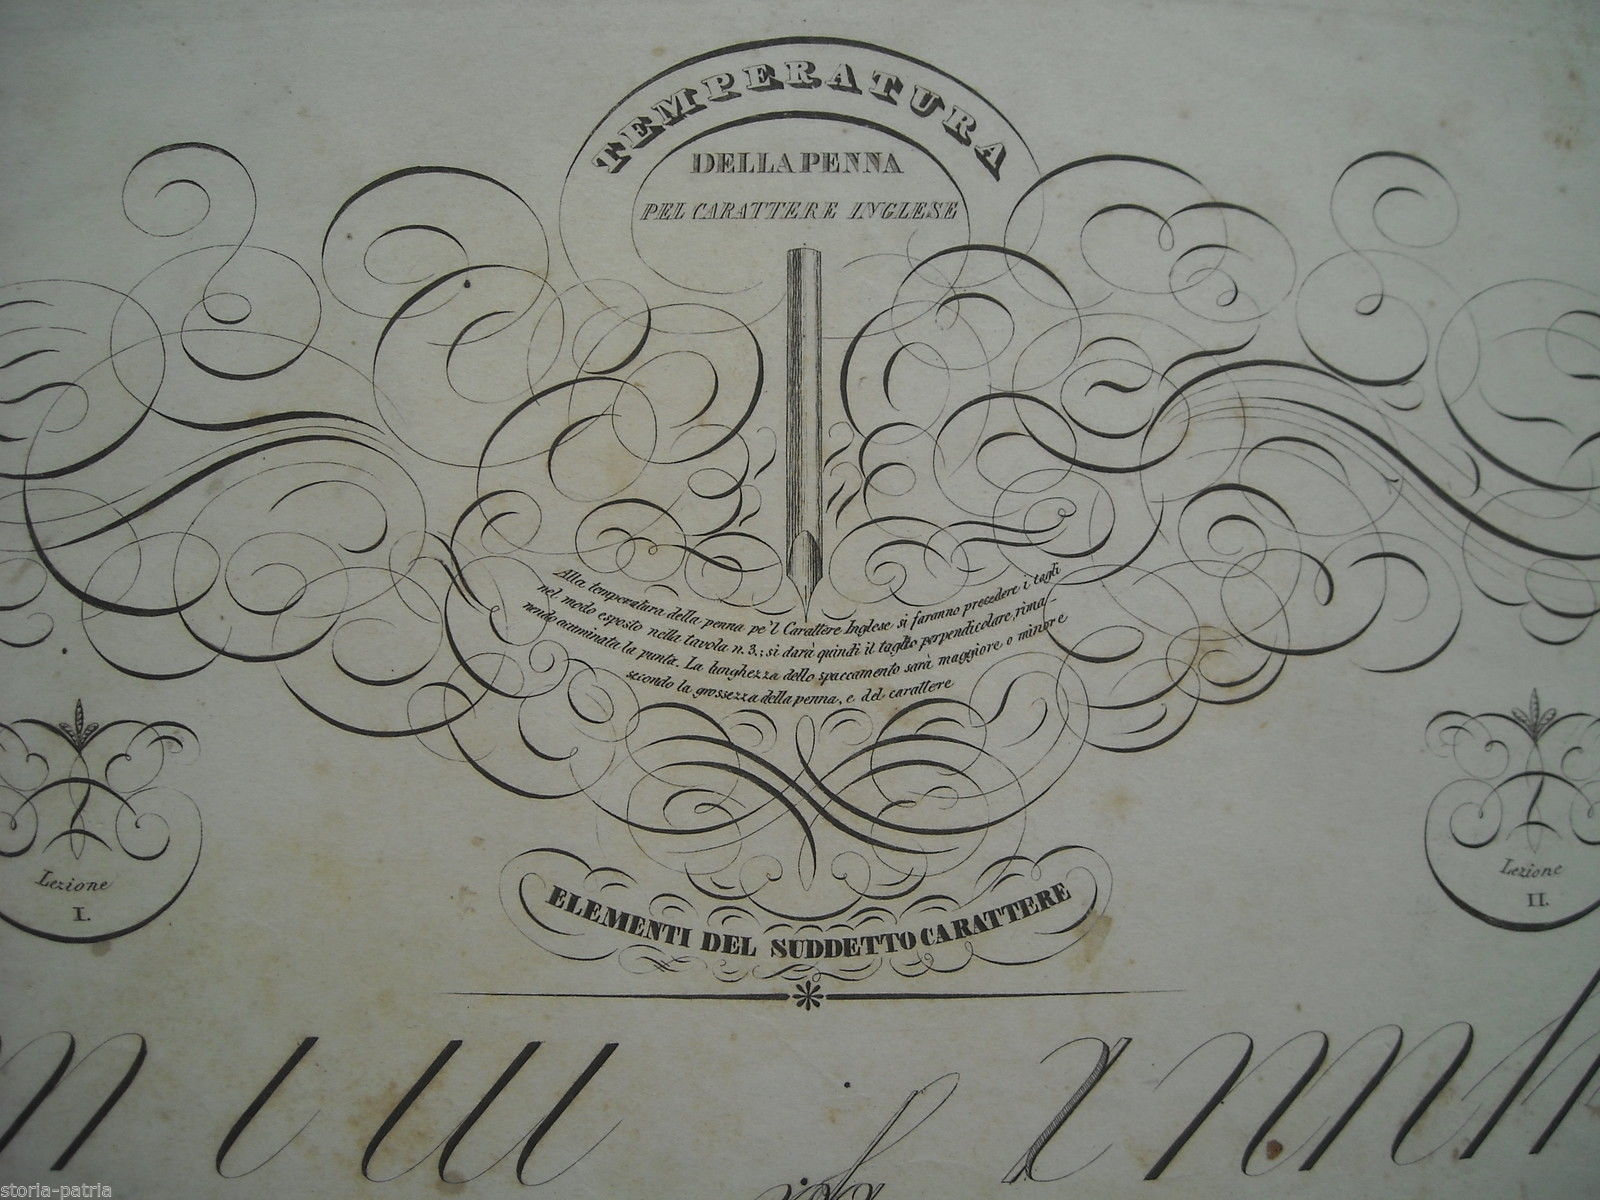 TEMPERATURA
DELLA PENNA
PEL CARATTERE INGLESE
Alla temperatura della penna pe'l Carattere Inglese si faranno precedere i tagli
nel modo esposto nella tavola n. 3.; si darà quindi il taglio perpendicolare, rima-
nendo acuminata la punta. La lunghezza dello spaccamento sarà maggiore o minore
secondo la grossezza della penna, e del carattere
Lezione
I.
Lezione
II.
ELEMENTI DEL SUDDETTO CARATTERE
storia-patria